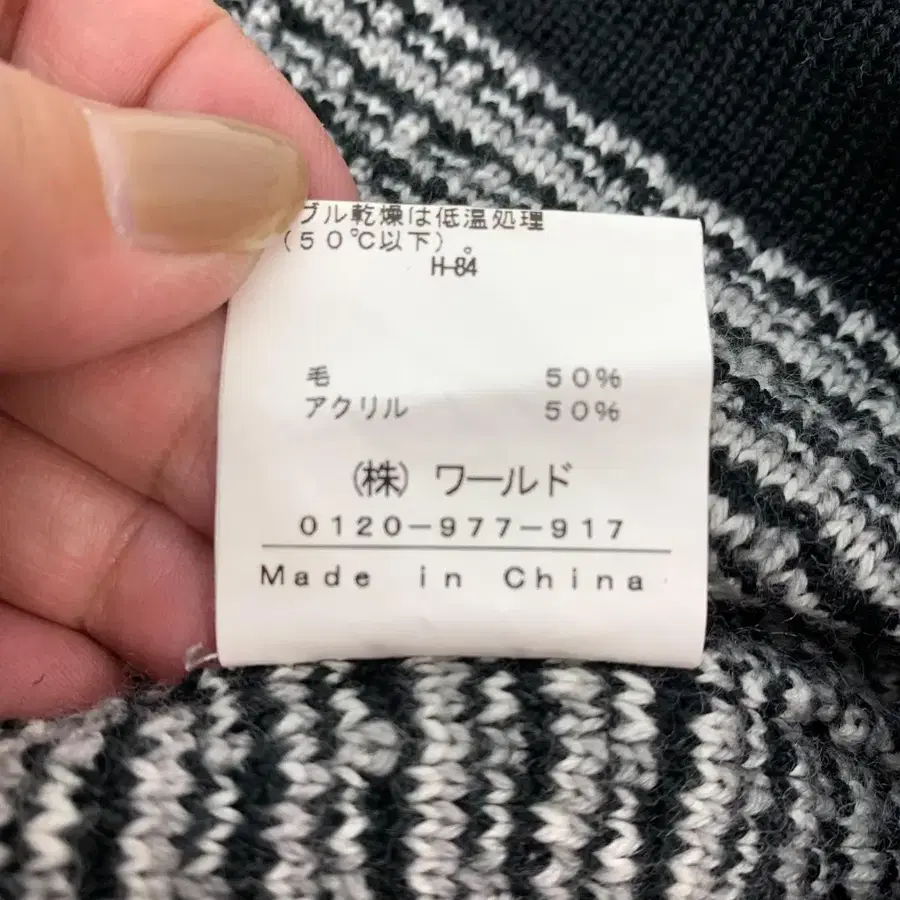 ブル乾燥は低温処理
(50℃以下)。
H-84
毛 50%
アクリル 50%
(株) ワールド
0120-977-917
Made in China